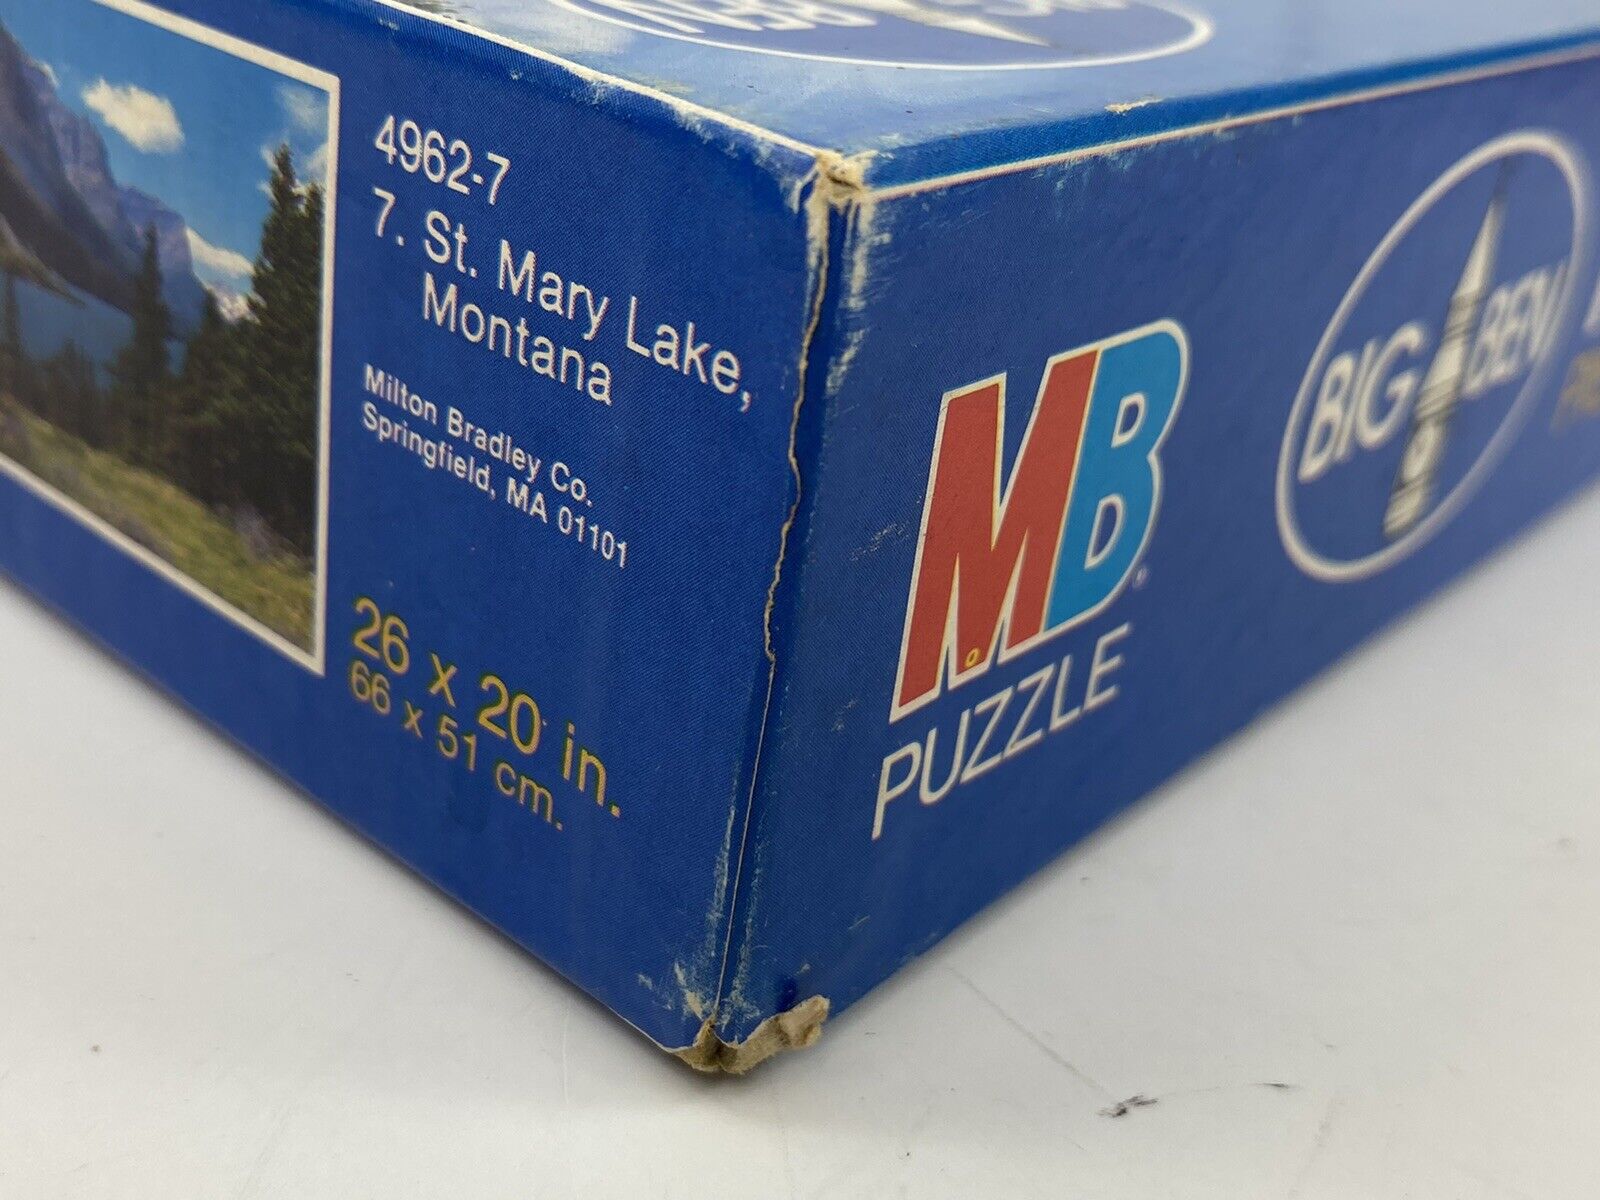 4962-7
7. St. Mary Lake,
Montana
Milton Bradley Co.
Springfield, MA 01101
26 x 20 in.
66 x 51 cm.
MB
PUZZLE
BIG BEN